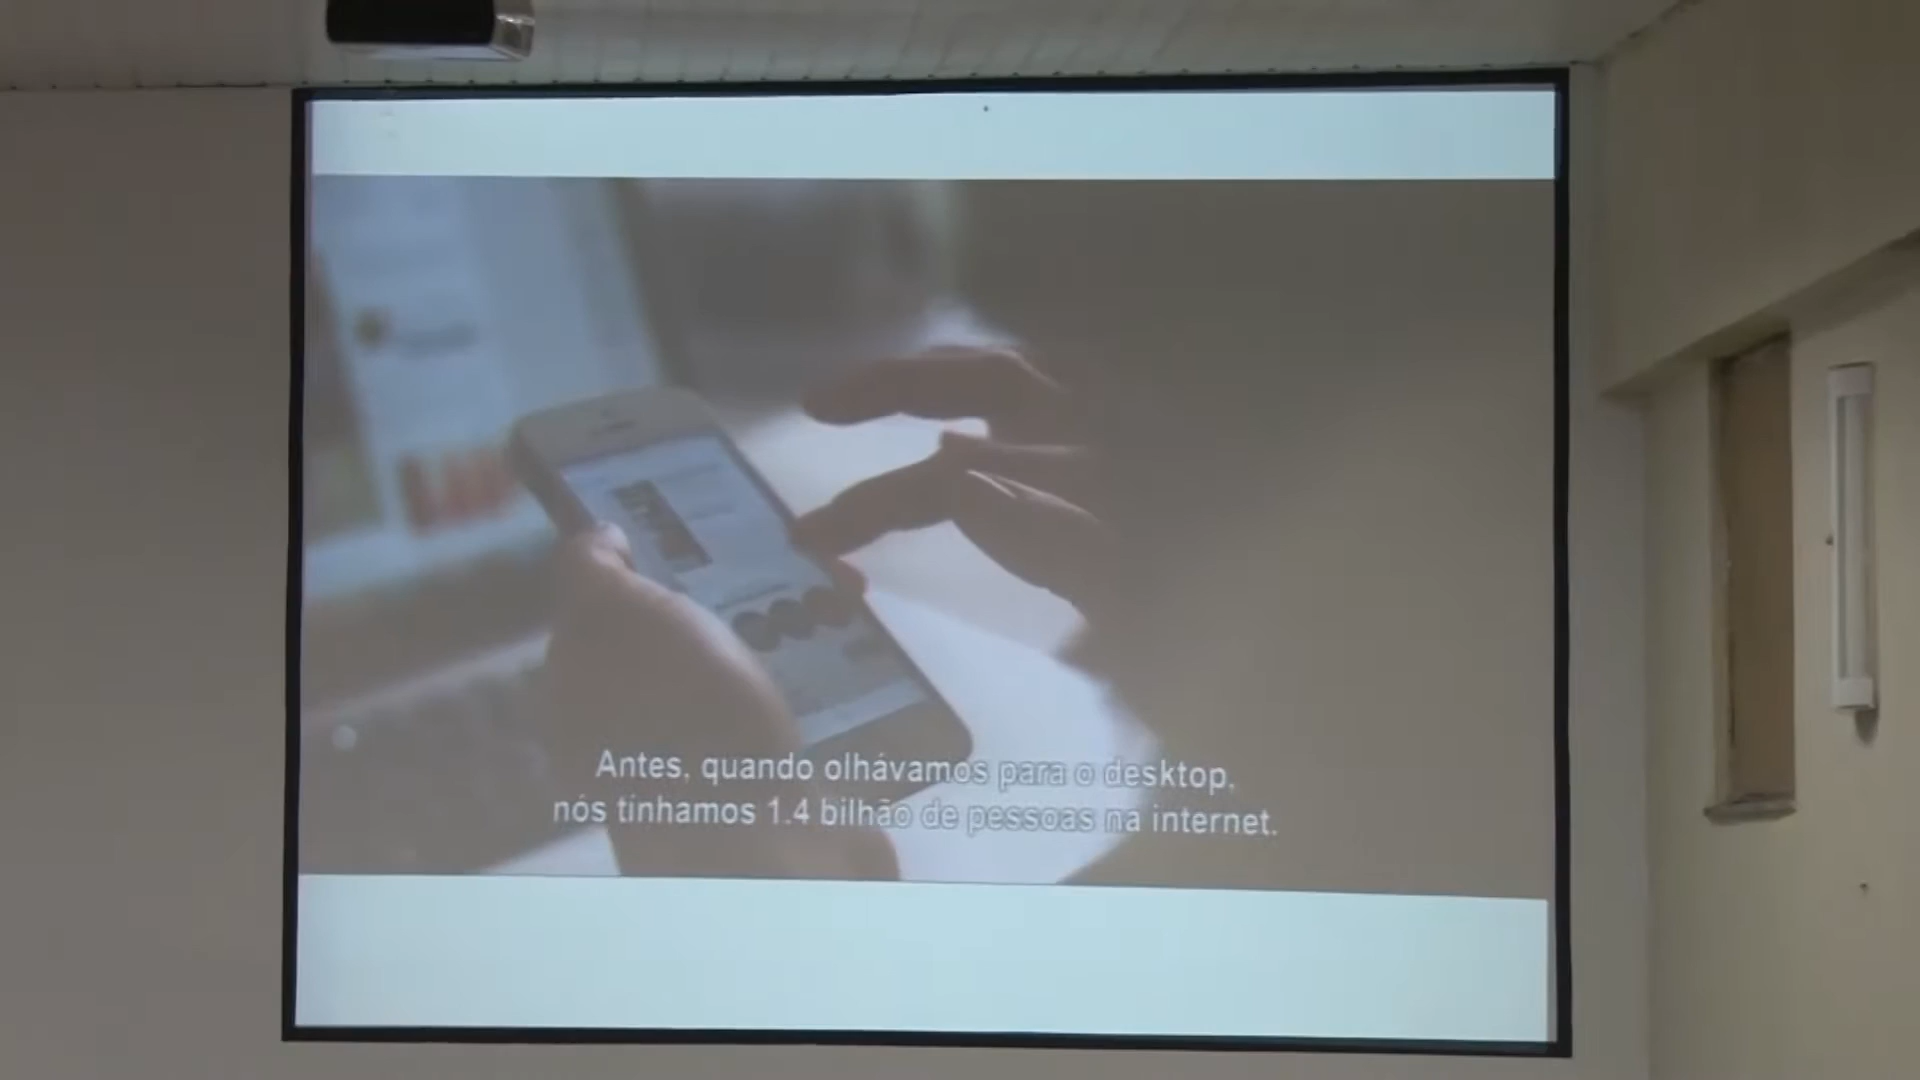 Antes, quando olhávamos para o desktop,
nós tínhamos 1.4 bilhão de pessoas na internet.